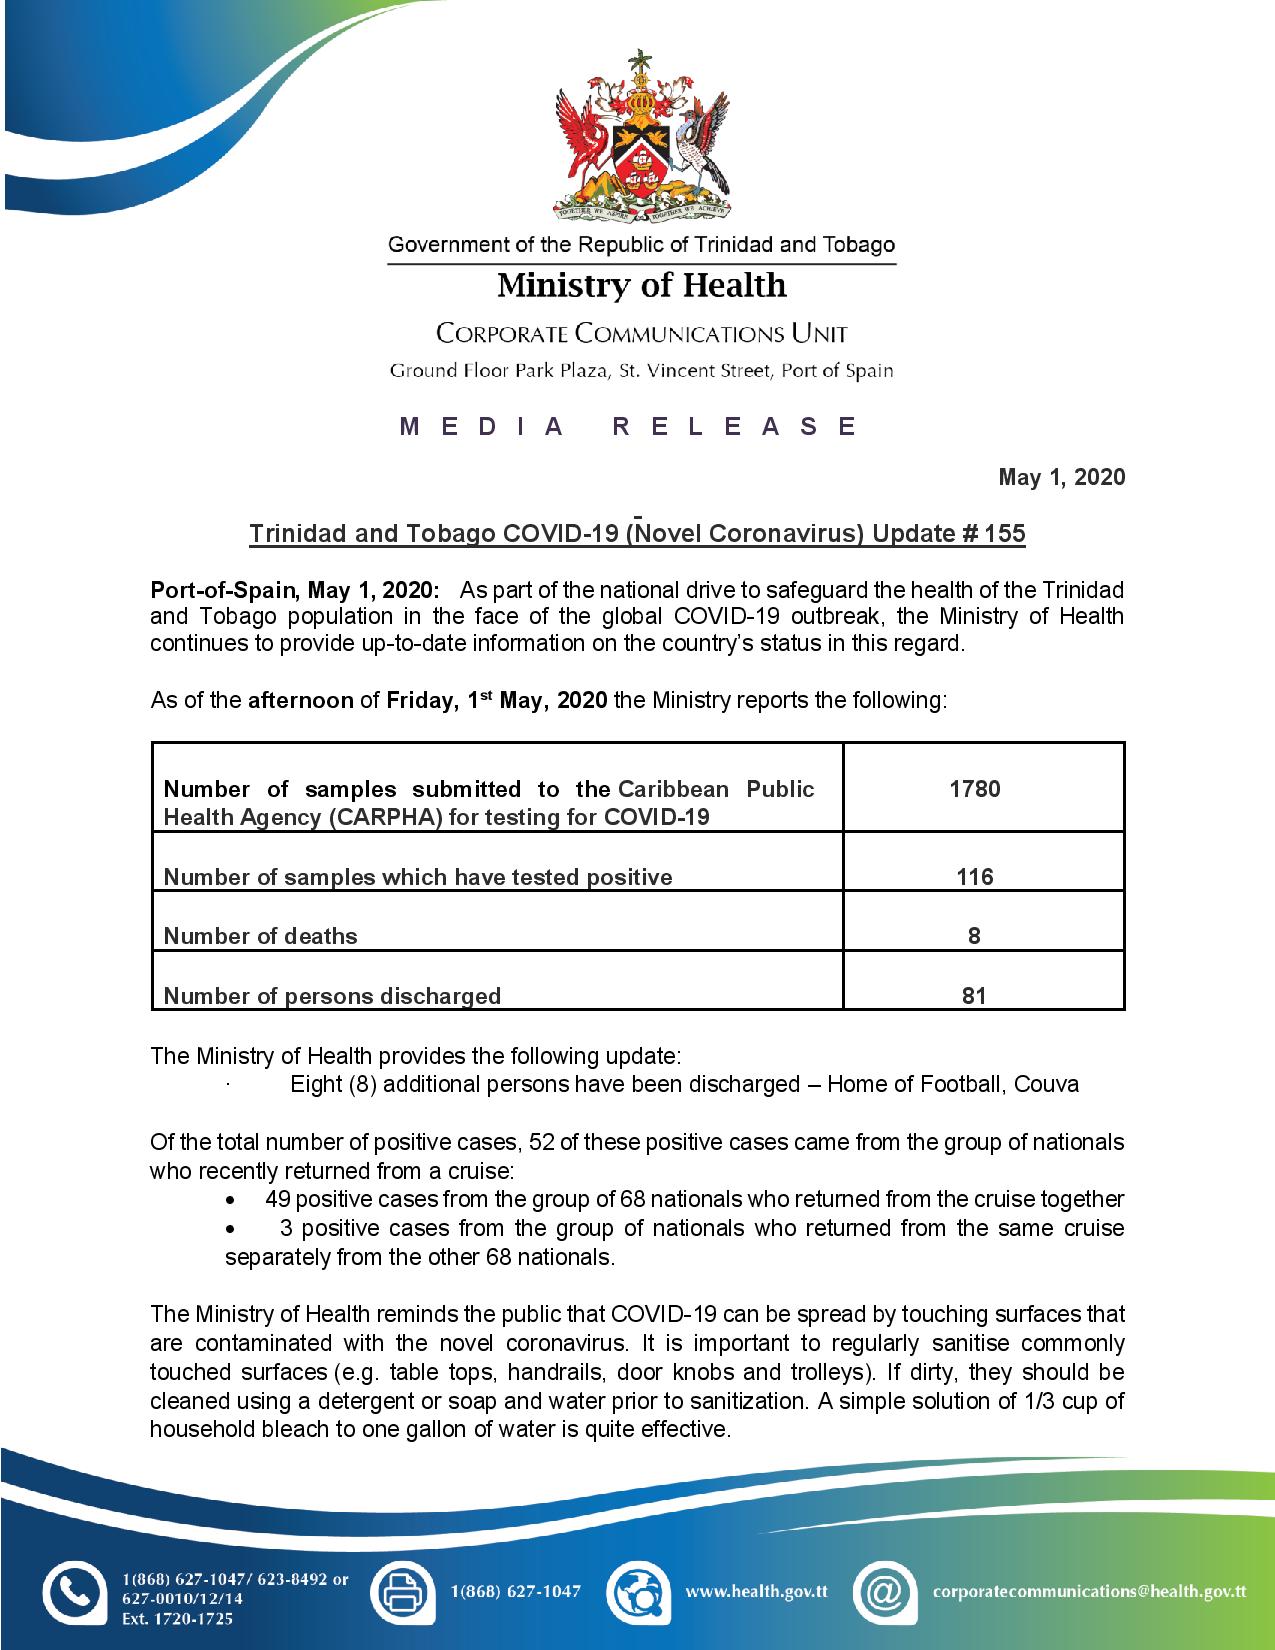 TOGETHER WE ASPIRE TOGETHER WE ACHIEVE
Government of the Republic of Trinidad and Tobago
Ministry of Health
CORPORATE COMMUNICATIONS UNIT
Ground Floor Park Plaza, St. Vincent Street, Port of Spain
MEDIA RELEASE
May 1, 2020
Trinidad and Tobago COVID-19 (Novel Coronavirus) Update # 155
Port-of-Spain, May 1, 2020: As part of the national drive to safeguard the health of the Trinidad
and Tobago population in the face of the global COVID-19 outbreak, the Ministry of Health
continues to provide up-to-date information on the country's status in this regard.
As of the afternoon of Friday, 1st May, 2020 the Ministry reports the following:
Number of samples submitted to the Caribbean Public 1780
Health Agency (CARPHA) for testing for COVID-19
Number of samples which have tested positive 116
Number of deaths 8
Number of persons discharged 81
The Ministry of Health provides the following update:
· Eight (8) additional persons have been discharged – Home of Football, Couva
Of the total number of positive cases, 52 of these positive cases came from the group of nationals
who recently returned from a cruise:
• 49 positive cases from the group of 68 nationals who returned from the cruise together
• 3 positive cases from the group of nationals who returned from the same cruise
separately from the other 68 nationals.
The Ministry of Health reminds the public that COVID-19 can be spread by touching surfaces that
are contaminated with the novel coronavirus. It is important to regularly sanitise commonly
touched surfaces (e.g. table tops, handrails, door knobs and trolleys). If dirty, they should be
cleaned using a detergent or soap and water prior to sanitization. A simple solution of 1/3 cup of
household bleach to one gallon of water is quite effective.
1(868) 627-1047/ 623-8492 or
627-0010/12/14
Ext. 1720-1725
1(868) 627-1047
www.health.gov.tt
corporatecommunications@health.gov.tt